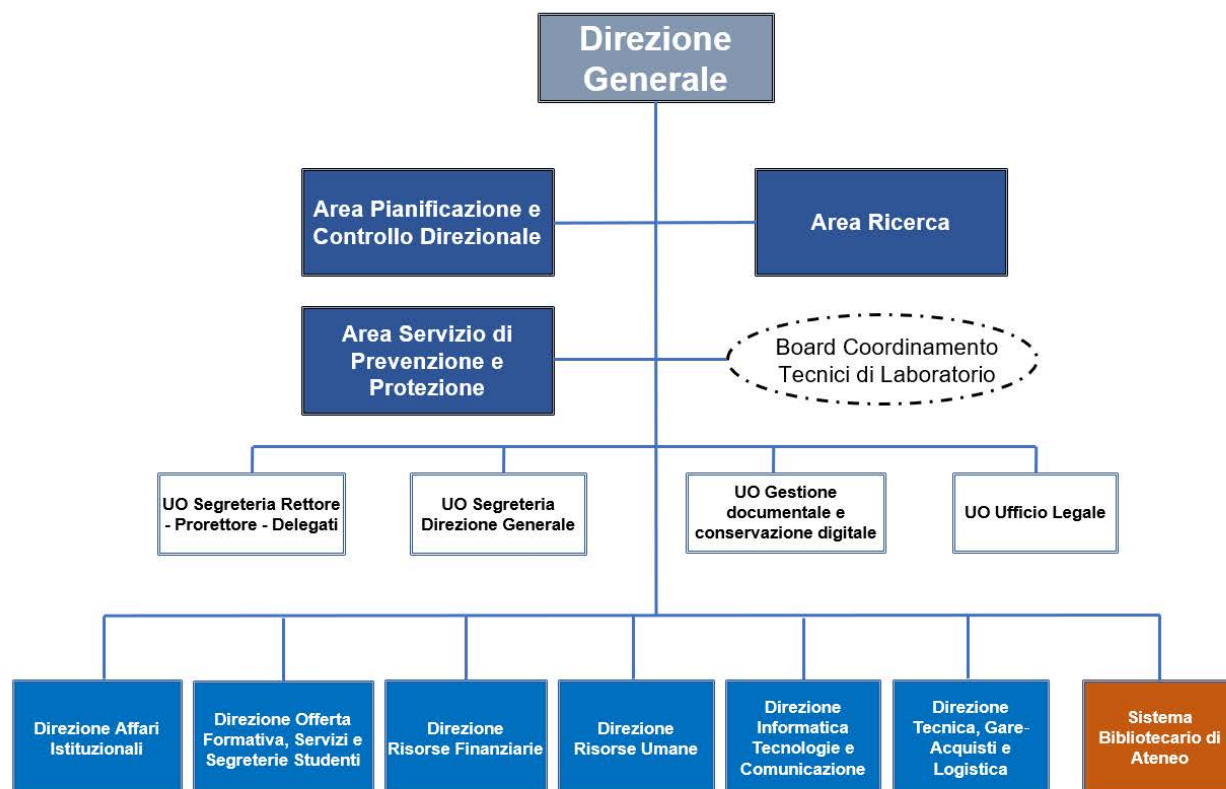 Direzione
Generale
Area Pianificazione e
Controllo Direzionale
Area Ricerca
Area Servizio di
Prevenzione e
Protezione
Board Coordinamento
Tecnici di Laboratorio
UO Segreteria Rettore
- Prorettore - Delegati
UO Segreteria
Direzione Generale
UO Gestione
documentale e
conservazione digitale
UO Ufficio Legale
Direzione Affari
Istituzionali
Direzione Offerta
Formativa, Servizi e
Segreterie Studenti
Direzione
Risorse Finanziarie
Direzione
Risorse Umane
Direzione
Informatica
Tecnologie e
Comunicazione
Direzione
Tecnica, Gare-
Acquisti e
Logistica
Sistema
Bibliotecario di
Ateneo